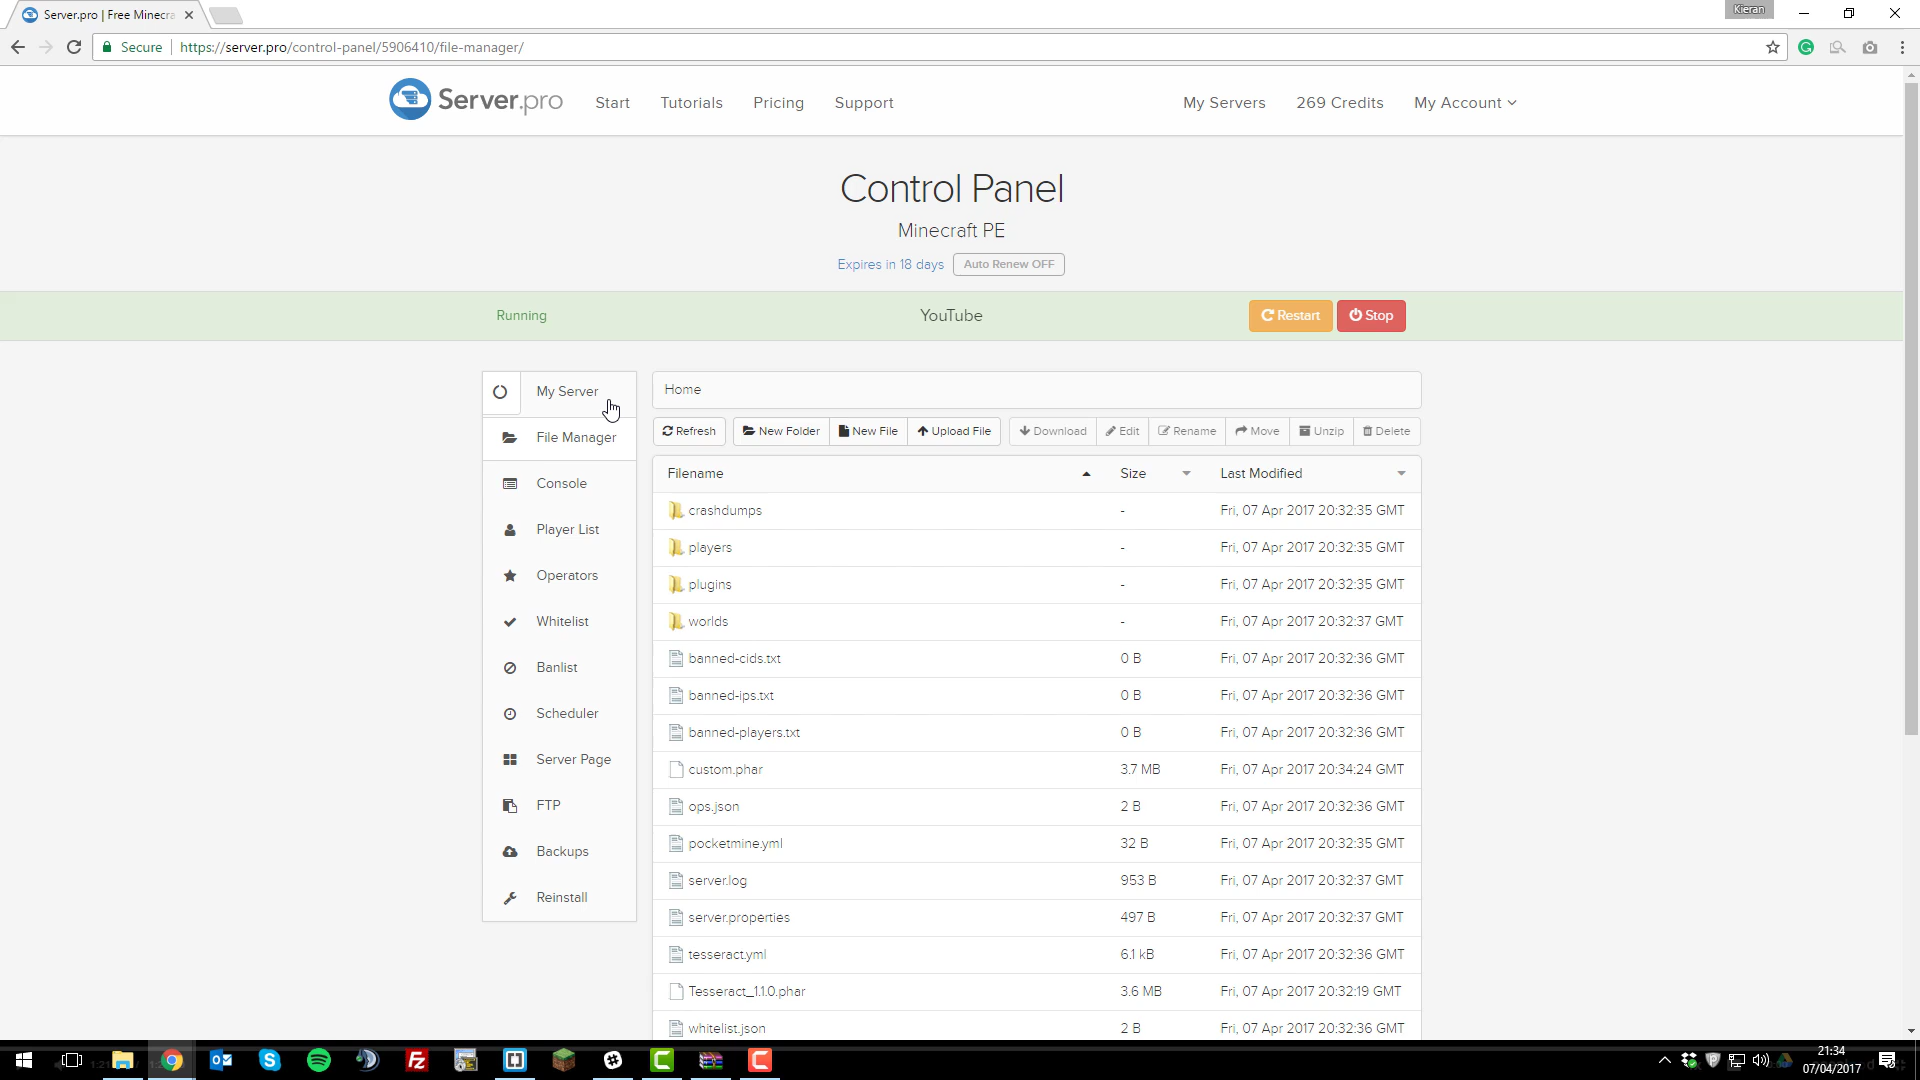 Server.pro | Free Minecra
Kieran
Secure https://server.pro/control-panel/5906410/file-manager/
Server.pro Start Tutorials Pricing Support My Servers 269 Credits My Account
Control Panel
Minecraft PE
Expires in 18 days Auto Renew OFF
Running YouTube Restart Stop
My Server
File Manager
Console
Player List
Operators
Whitelist
Banlist
Scheduler
Server Page
FTP
Backups
Reinstall
Home
Refresh New Folder New File Upload File Download Edit Rename Move Unzip Delete
Filename Size Last Modified
crashdumps - Fri, 07 Apr 2017 20:32:35 GMT
players - Fri, 07 Apr 2017 20:32:35 GMT
plugins - Fri, 07 Apr 2017 20:32:35 GMT
worlds - Fri, 07 Apr 2017 20:32:37 GMT
banned-cids.txt 0 B Fri, 07 Apr 2017 20:32:36 GMT
banned-ips.txt 0 B Fri, 07 Apr 2017 20:32:36 GMT
banned-players.txt 0 B Fri, 07 Apr 2017 20:32:36 GMT
custom.phar 3.7 MB Fri, 07 Apr 2017 20:34:24 GMT
ops.json 2 B Fri, 07 Apr 2017 20:32:36 GMT
pocketmine.yml 32 B Fri, 07 Apr 2017 20:32:35 GMT
server.log 953 B Fri, 07 Apr 2017 20:32:37 GMT
server.properties 497 B Fri, 07 Apr 2017 20:32:37 GMT
tesseract.yml 6.1 kB Fri, 07 Apr 2017 20:32:36 GMT
Tesseract_1.1.0.phar 3.6 MB Fri, 07 Apr 2017 20:32:19 GMT
whitelist.json 2 B Fri, 07 Apr 2017 20:32:36 GMT
21:34
07/04/2017